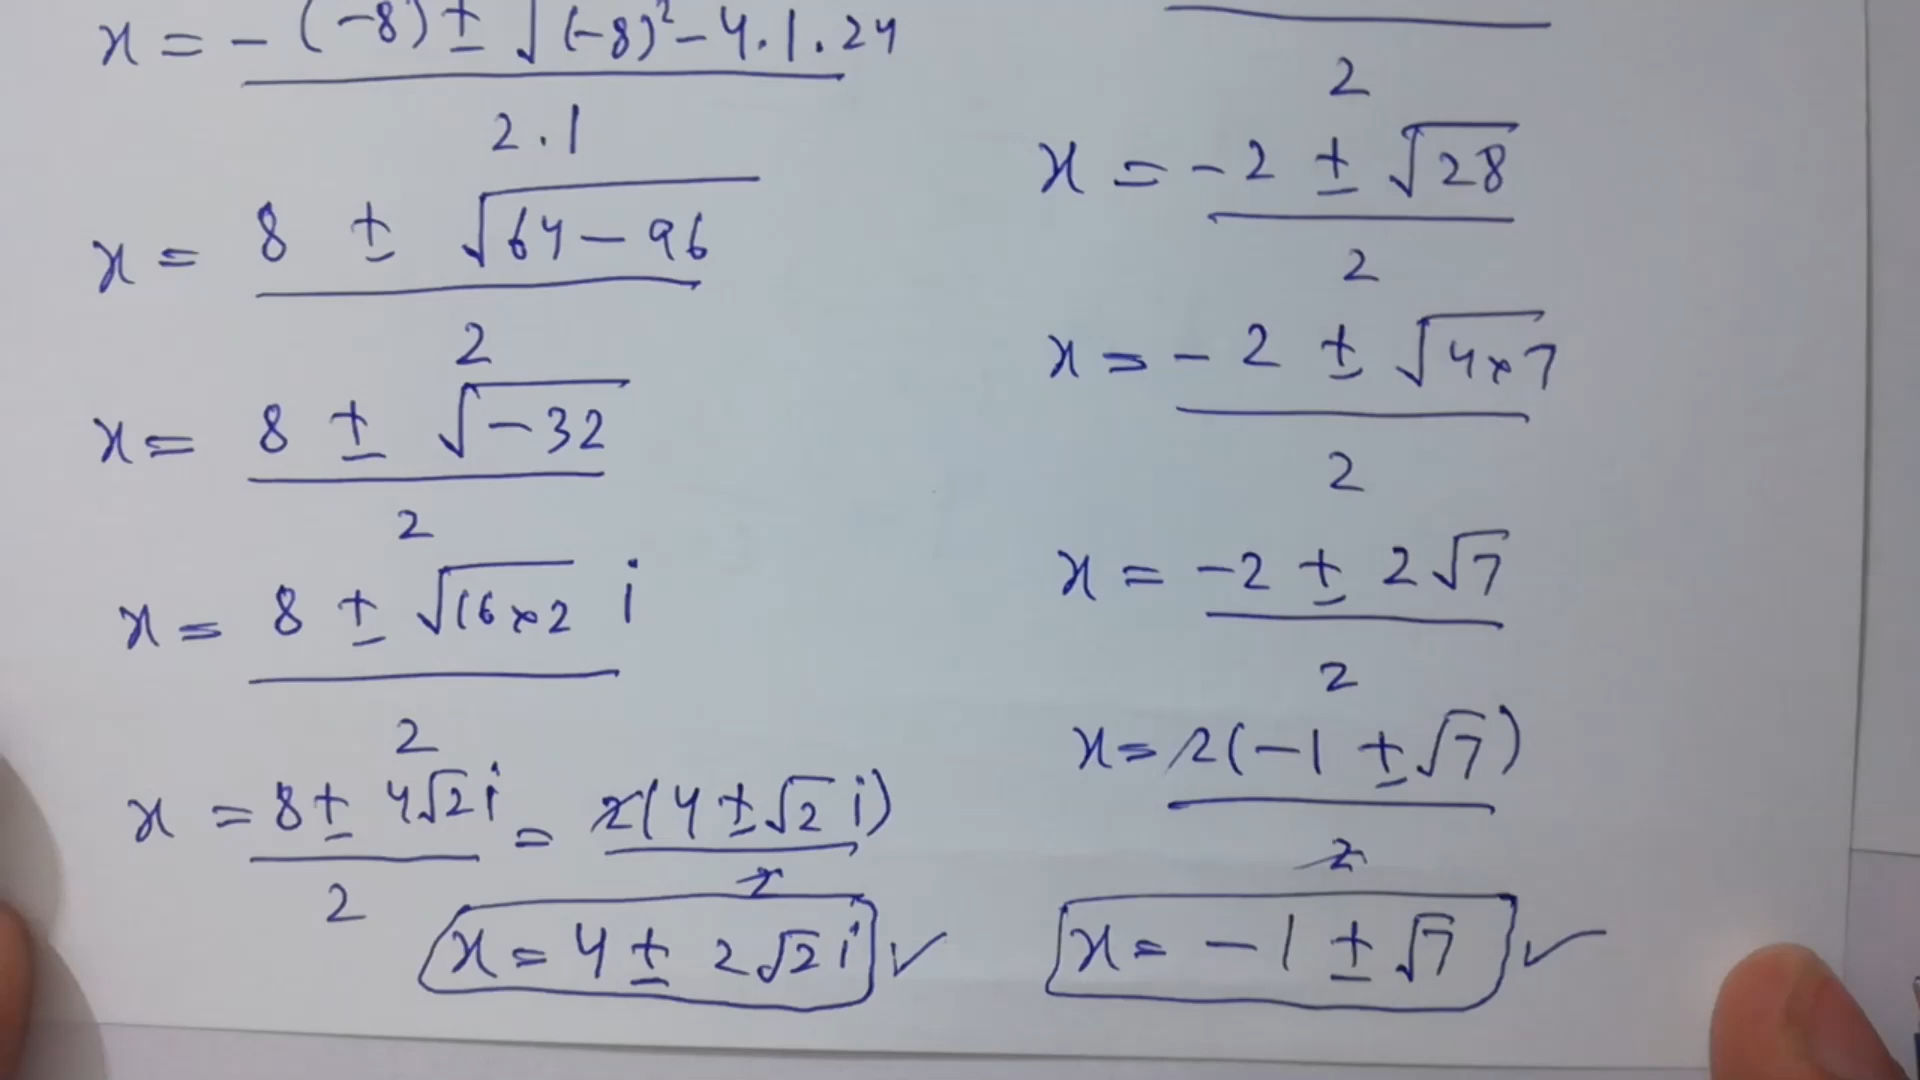 x = -(-8) ± √(-8)² - 4.1.24
2.1
x = 8 ± √64 - 96
2
x = 8 ± √-32
2
x = 8 ± √16×2 i
2
x = 8 ± 4√2 i = 2(4 ± √2 i)
2 2
x = 4 ± 2√2 i ✓
2
x = -2 ± √28
2
x = -2 ± √4×7
2
x = -2 ± 2√7
2
x = 2(-1 ± √7)
2
x = -1 ± √7 ✓